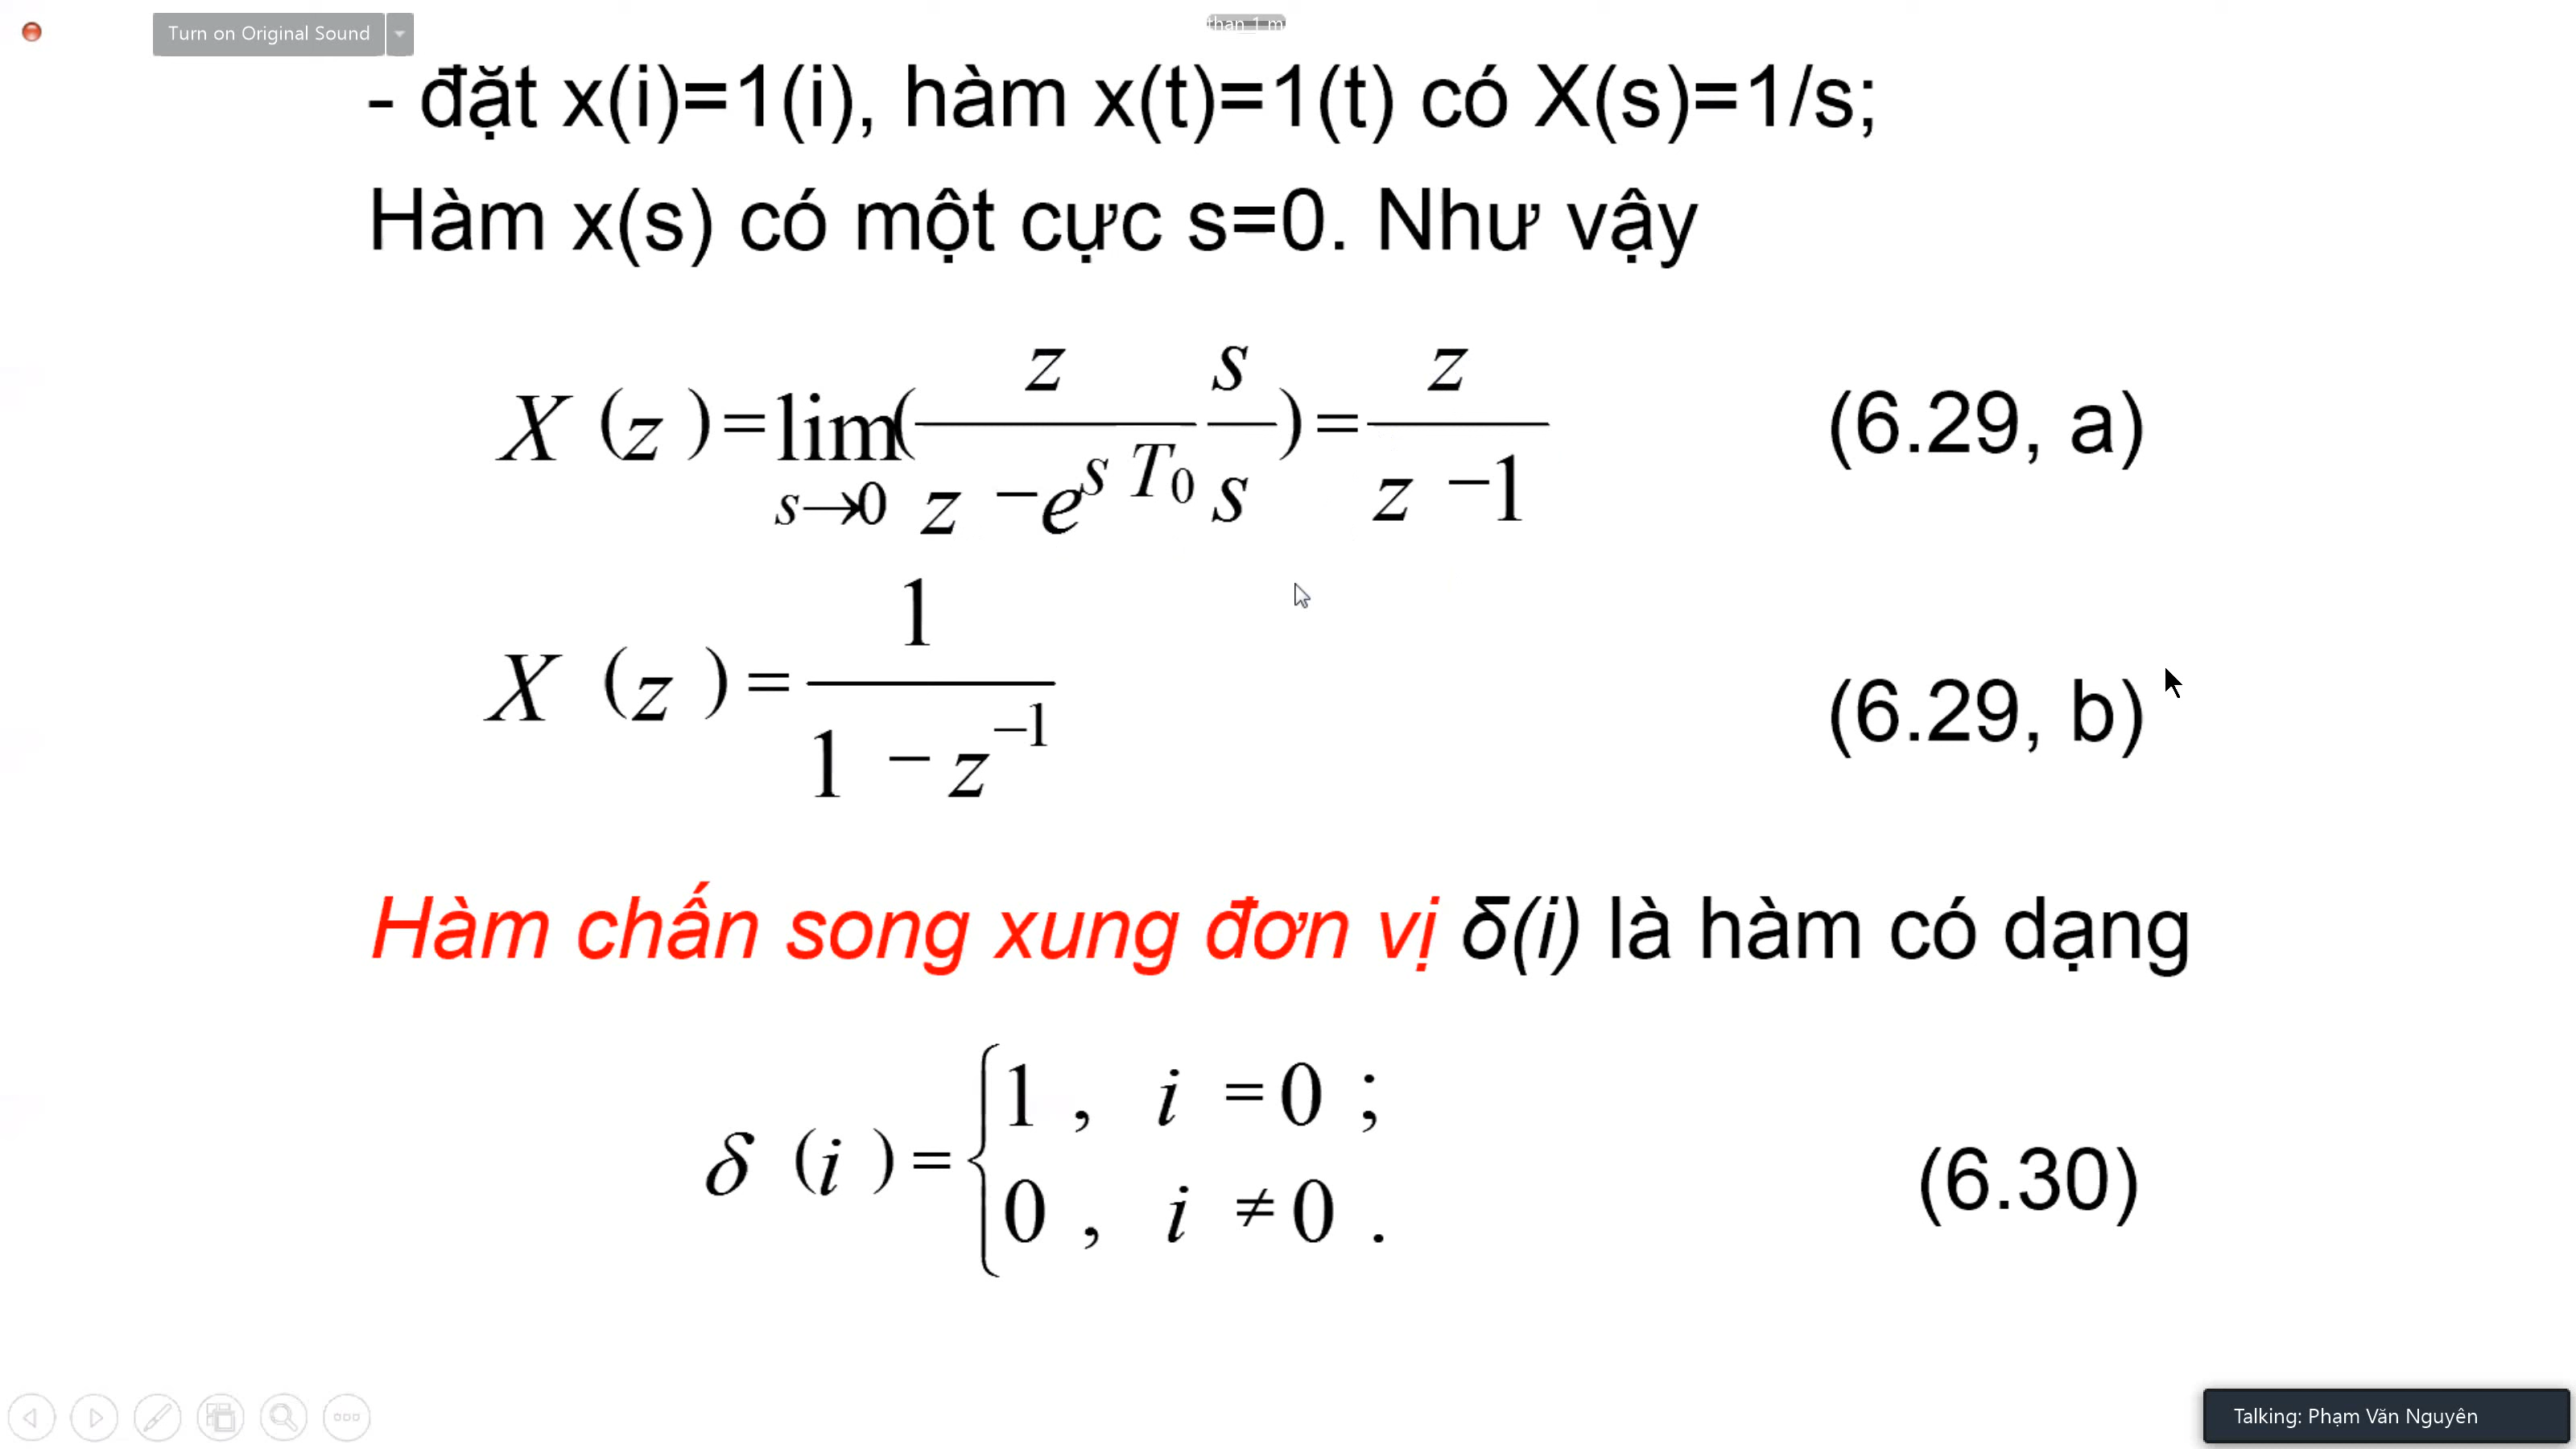 Turn on Original Sound
than_1_m
- đặt x(i)=1(i), hàm x(t)=1(t) có X(s)=1/s;
Hàm x(s) có một cực s=0. Như vậy
X (z) = lim s→0 ( z / (z − e^{s T₀}) s / s ) = z / (z − 1) (6.29, a)
X (z) = 1 / (1 − z⁻¹) (6.29, b)
Hàm chấn song xung đơn vị δ(i) là hàm có dạng
δ (i) = { 1 , i = 0 ;
0 , i ≠ 0 . (6.30)
Talking: Phạm Văn Nguyên